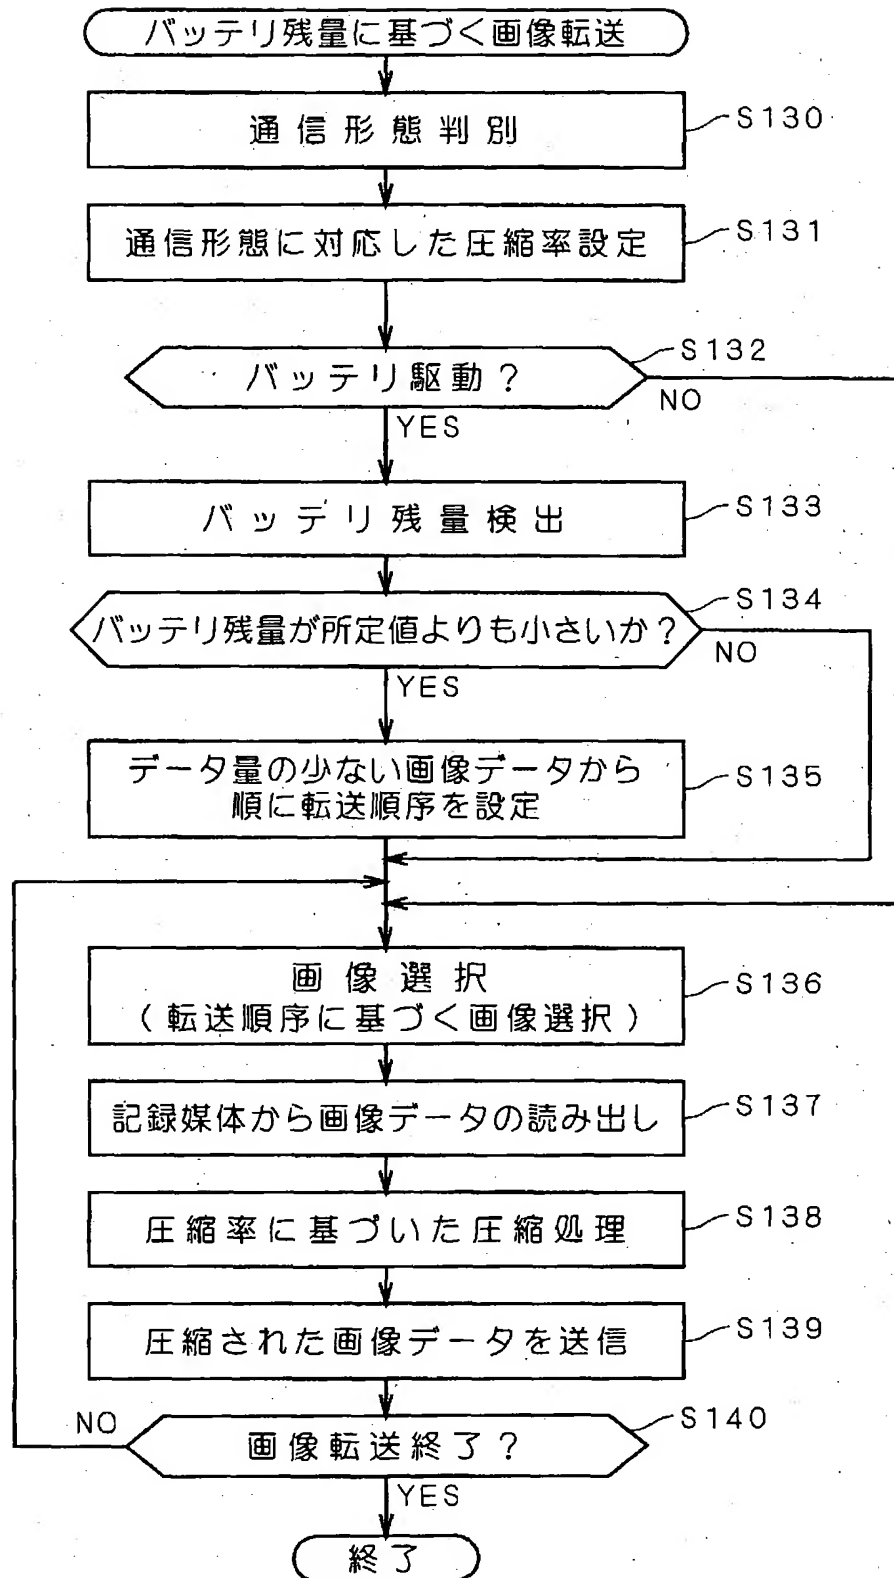 バッテリ残量に基づく画像転送
通信形態判別
S130
通信形態に対応した圧縮率設定
S131
バッテリ駆動?
S132
NO
YES
バッテリ残量検出
S133
バッテリ残量が所定値よりも小さいか?
S134
NO
YES
データ量の少ない画像データから
順に転送順序を設定
S135
画像選択
(転送順序に基づく画像選択)
S136
記録媒体から画像データの読み出し
S137
圧縮率に基づいた圧縮処理
S138
圧縮された画像データを送信
S139
NO
画像転送終了?
S140
YES
終了